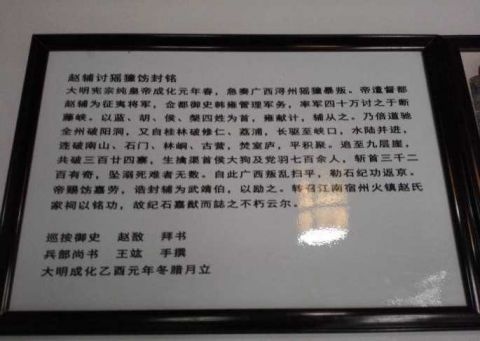 赵辅讨瑶獞饬封铭
大明宪宗纯皇帝成化元年春，急奏广西浔州瑶獞暴叛。帝遣督都
赵辅为征夷将军，佥都御史韩雍管理军务，率军四十万讨之于断
藤峡。以蓝、胡、侯、槃四姓为首，雍献计，辅从之。乃倍道驰
全州破阳洞，又自桂林破修仁、荔浦，长驱至峡口，水陆并进，
连破南山、石门、林峒、古营，焚室庐，平积聚。追至九层崖，
共破三百廿四寨，生擒渠首侯大狗及党羽七百余人，斩首三千二
百有奇，坠溺死难者无数。自此广西叛乱扫平，勒石纪功返京。
帝赐饬嘉劳，诰封辅为武靖伯，以励之。转召江南宿州火镇赵氏
家祠以铭功，故纪石嘉猷而誌之不朽云尔。
巡按御史 赵敔 拜书
兵部尚书 王竑 手撰
大明成化乙酉元年冬腊月立